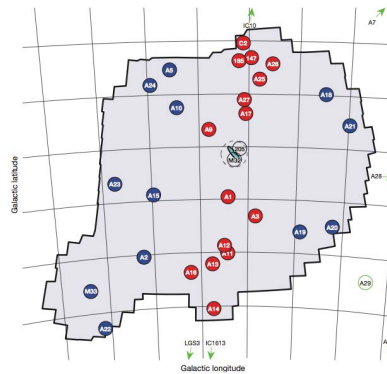 IC10
A7
C2
185
147
A26
A5
A25
A24
A18
A27
A10
A17
A9
A21
205
M32
A28
A23
A15
A1
A3
A19
A20
A12
A11
A2
A13
A16
A29
M33
A14
A22
LGS3
IC1613
Galactic latitude
Galactic longitude